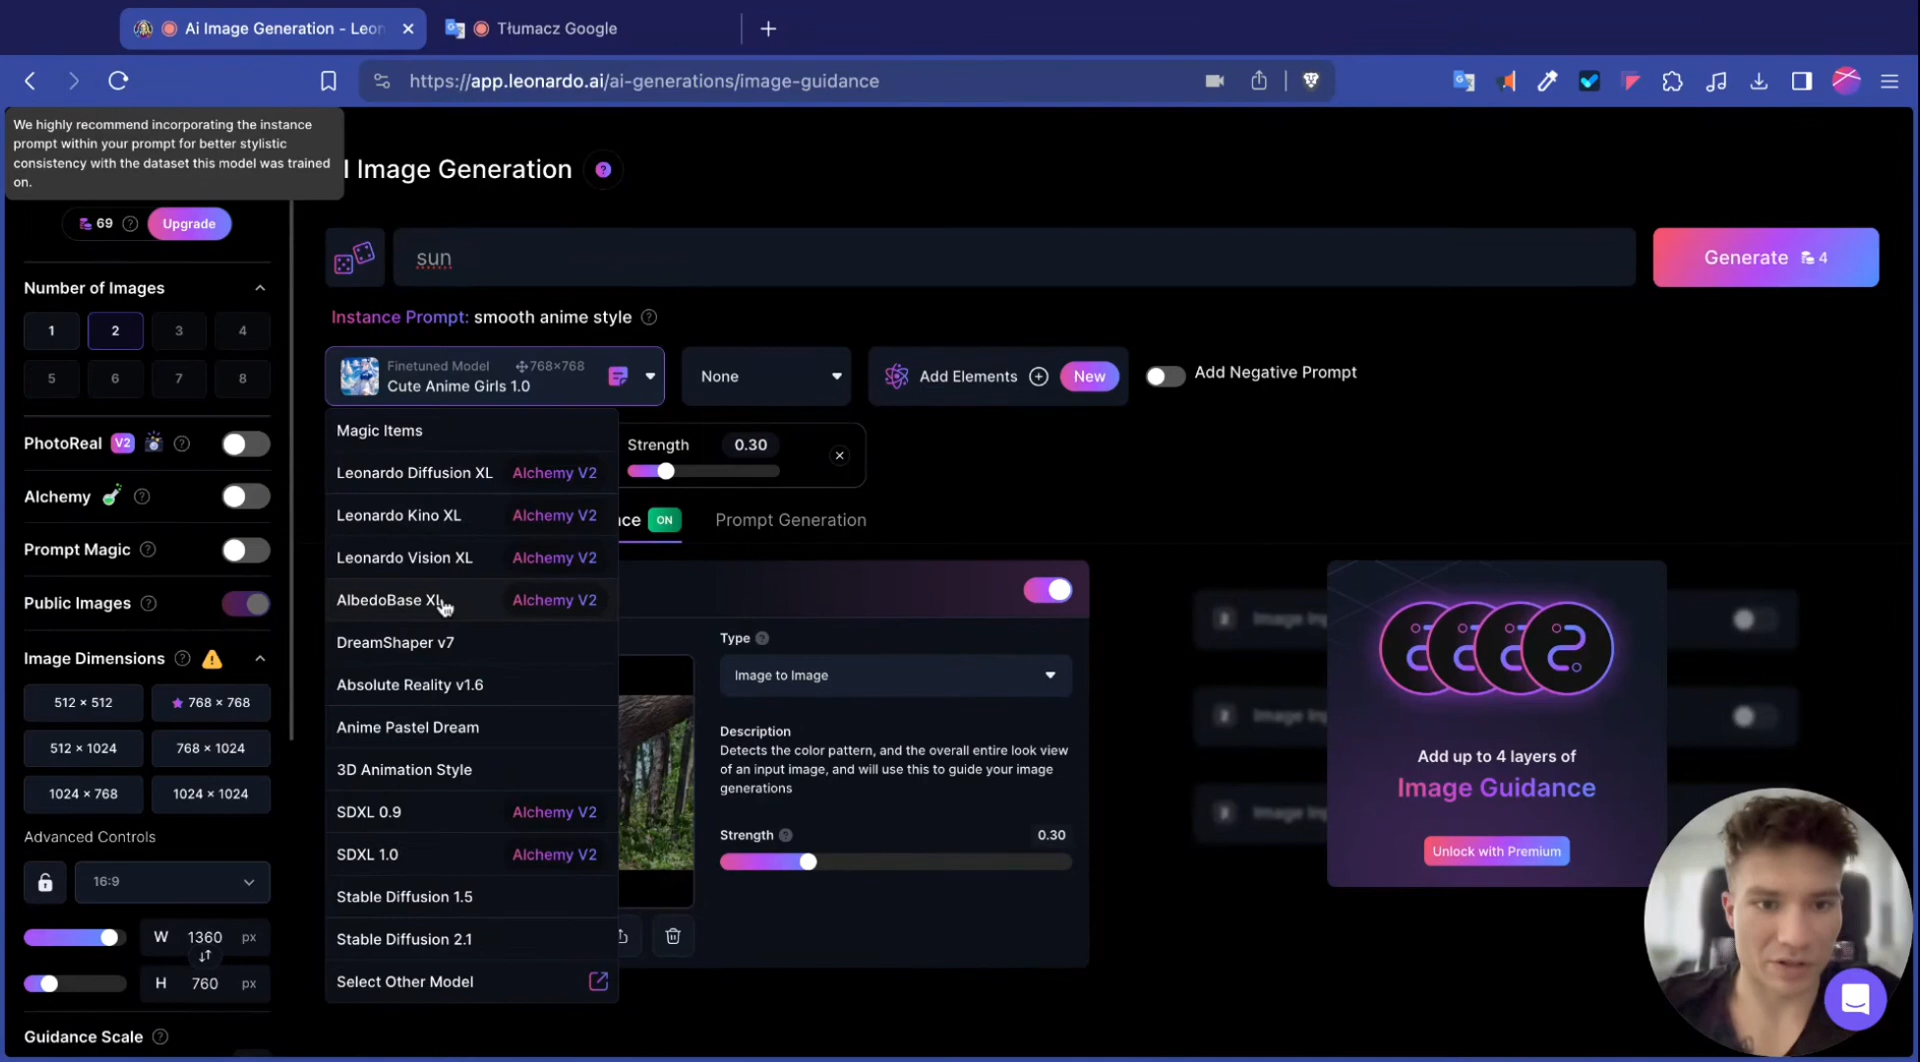 Ai Image Generation - Leon
Tłumacz Google
https://app.leonardo.ai/ai-generations/image-guidance
We highly recommend incorporating the instance
prompt within your prompt for better stylistic
consistency with the dataset this model was trained
on.
I Image Generation ?
69 ? Upgrade
sun
Generate 4
Number of Images
1 2 3 4
5 6 7 8
Instance Prompt: smooth anime style ?
Finetuned Model 768×768
Cute Anime Girls 1.0
None
Add Elements New
Add Negative Prompt
Magic Items
Leonardo Diffusion XL Alchemy V2
Leonardo Kino XL Alchemy V2
Leonardo Vision XL Alchemy V2
AlbedoBase XL Alchemy V2
DreamShaper v7
Absolute Reality v1.6
Anime Pastel Dream
3D Animation Style
SDXL 0.9 Alchemy V2
SDXL 1.0 Alchemy V2
Stable Diffusion 1.5
Stable Diffusion 2.1
Select Other Model
Strength 0.30
nce ON
Prompt Generation
PhotoReal V2 ?
Alchemy ?
Prompt Magic ?
Public Images ?
Image Dimensions ?
512 × 512 768 × 768
512 × 1024 768 × 1024
1024 × 768 1024 × 1024
Advanced Controls
16:9
W 1360 px
H 760 px
Guidance Scale ?
Type ?
Image to Image
Description
Detects the color pattern, and the overall entire look view
of an input image, and will use this to guide your image
generations
Strength ? 0.30
2 Image Inp
2 Image Inp
Image Inp
Add up to 4 layers of
Image Guidance
Unlock with Premium